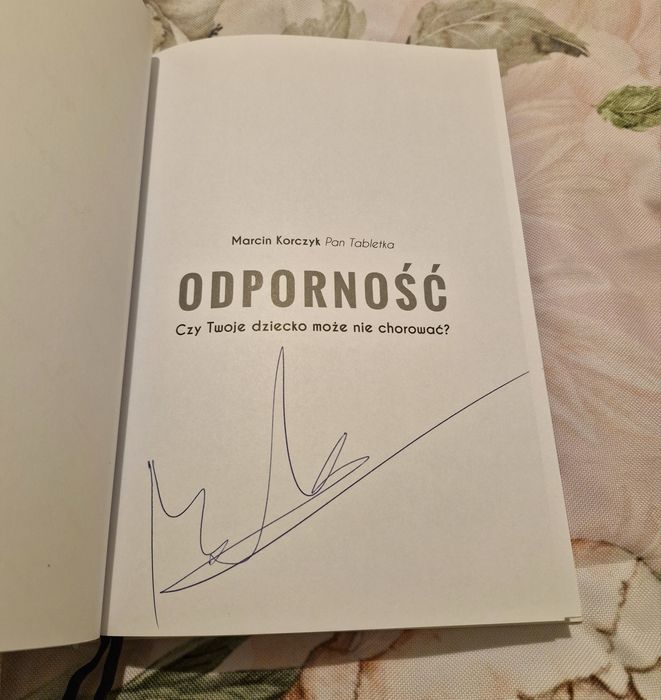 Marcin Korczyk Pan Tabletka
ODPORNOŚĆ
Czy Twoje dziecko może nie chorować?